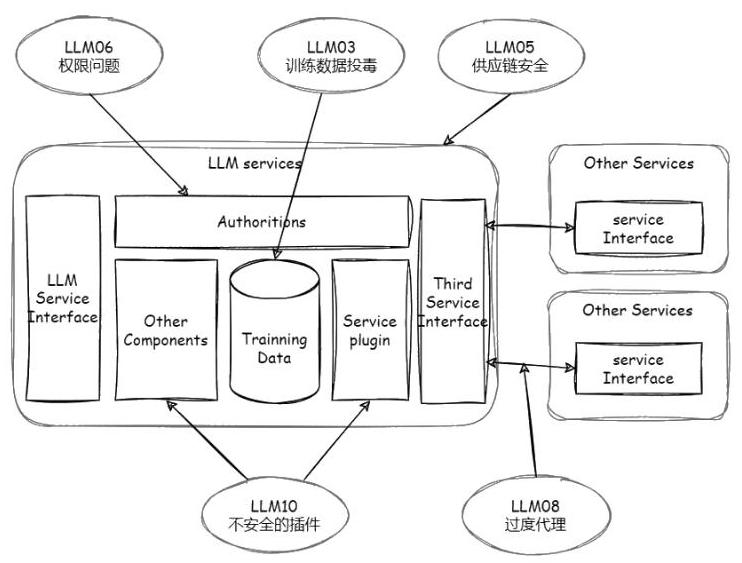 LLM06
权限问题
LLM03
训练数据投毒
LLM05
供应链安全
LLM services
Authoritions
LLM
Service
Interface
Other
Components
Trainning
Data
Service
plugin
Third
Service
Interface
Other Services
service
Interface
Other Services
service
Interface
LLM10
不安全的插件
LLM08
过度代理